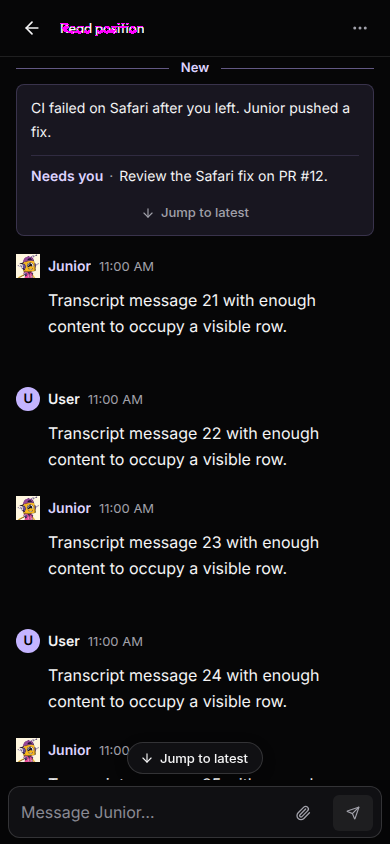 Read position
New
CI failed on Safari after you left. Junior pushed a
fix.
Needs you · Review the Safari fix on PR #12.
Jump to latest
Junior 11:00 AM
Transcript message 21 with enough
content to occupy a visible row.
U User 11:00 AM
Transcript message 22 with enough
content to occupy a visible row.
Junior 11:00 AM
Transcript message 23 with enough
content to occupy a visible row.
U User 11:00 AM
Transcript message 24 with enough
content to occupy a visible row.
Junior 11:00
Jump to latest
Message Junior...